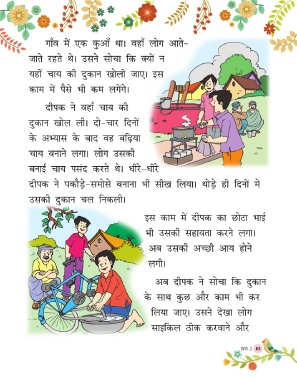 गाँव में एक कुआँ था। वहाँ लोग आते-
जाते रहते थे। उसने सोचा कि क्यों न
यहाँ चाय की दुकान खोली जाए। इस
काम में पैसे भी कम लगेंगे।
दीपक ने वहाँ चाय की
दुकान खोल ली। दो-चार दिनों
के अभ्यास के बाद वह बढ़िया
चाय बनाने लगा। लोग उसकी
बनाई चाय पसंद करते थे। धीरे-धीरे
दीपक ने पकौड़े-समोसे बनाना भी सीख लिया। थोड़े ही दिनों में
उसकी दुकान चल निकली।
इस काम में दीपक का छोटा भाई
भी उसकी सहायता करने लगा।
अब उसकी अच्छी आय होने
लगी।
अब दीपक ने सोचा कि दुकान
के साथ कुछ और काम भी कर
लिया जाए। उसने देखा लोग
साइकिल ठीक करवाने और